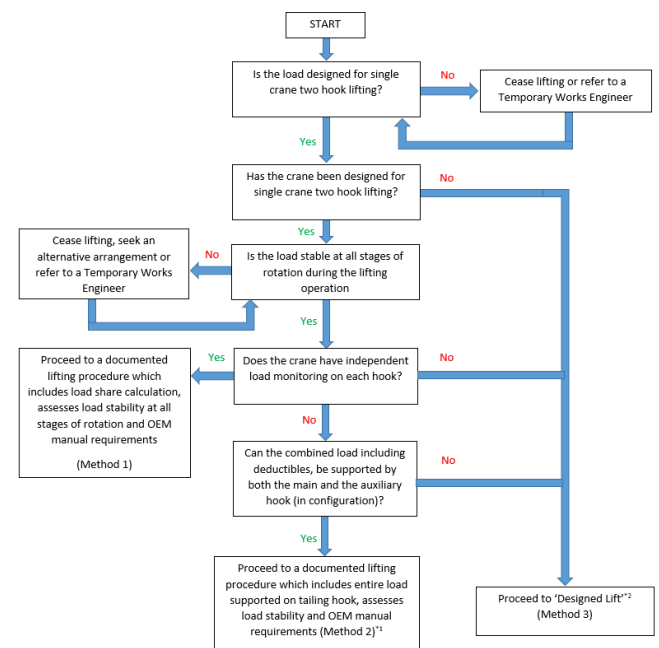 START
Is the load designed for single
crane two hook lifting?
No
Cease lifting or refer to a
Temporary Works Engineer
Yes
Has the crane been designed for
single crane two hook lifting?
No
Yes
Cease lifting, seek an
alternative arrangement or
refer to a Temporary Works
Engineer
No
Is the load stable at all stages of
rotation during the lifting
operation
Yes
Proceed to a documented
lifting procedure which
includes load share calculation,
assesses load stability at all
stages of rotation and OEM
manual requirements
(Method 1)
Yes
Does the crane have independent
load monitoring on each hook?
No
No
Can the combined load including
deductibles, be supported by
both the main and the auxiliary
hook (in configuration)?
No
Yes
Proceed to a documented lifting
procedure which includes entire load
supported on tailing hook, assesses
load stability and OEM manual
requirements (Method 2)*1
Proceed to ‘Designed Lift’*2
(Method 3)